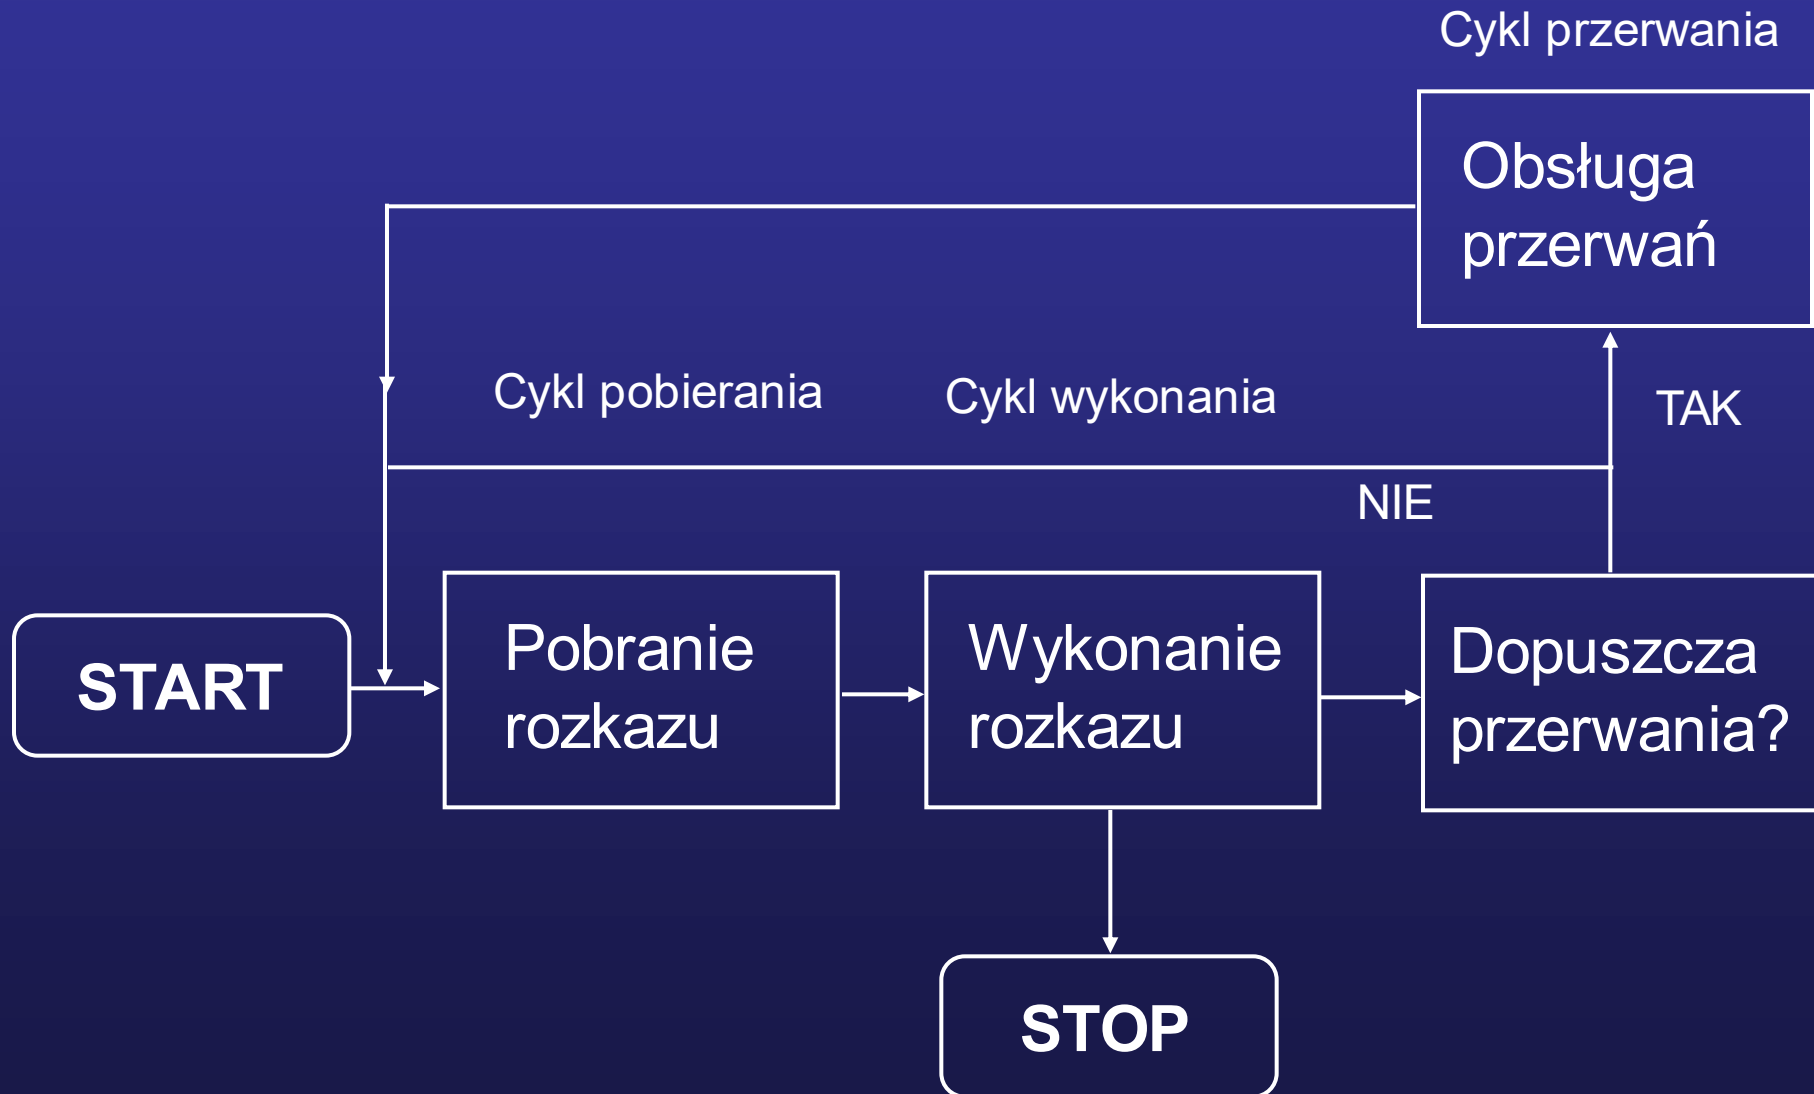 Cykl przerwania
Obsługa
przerwań
Cykl pobierania
Cykl wykonania
TAK
NIE
START
Pobranie
rozkazu
Wykonanie
rozkazu
Dopuszcza
przerwania?
STOP